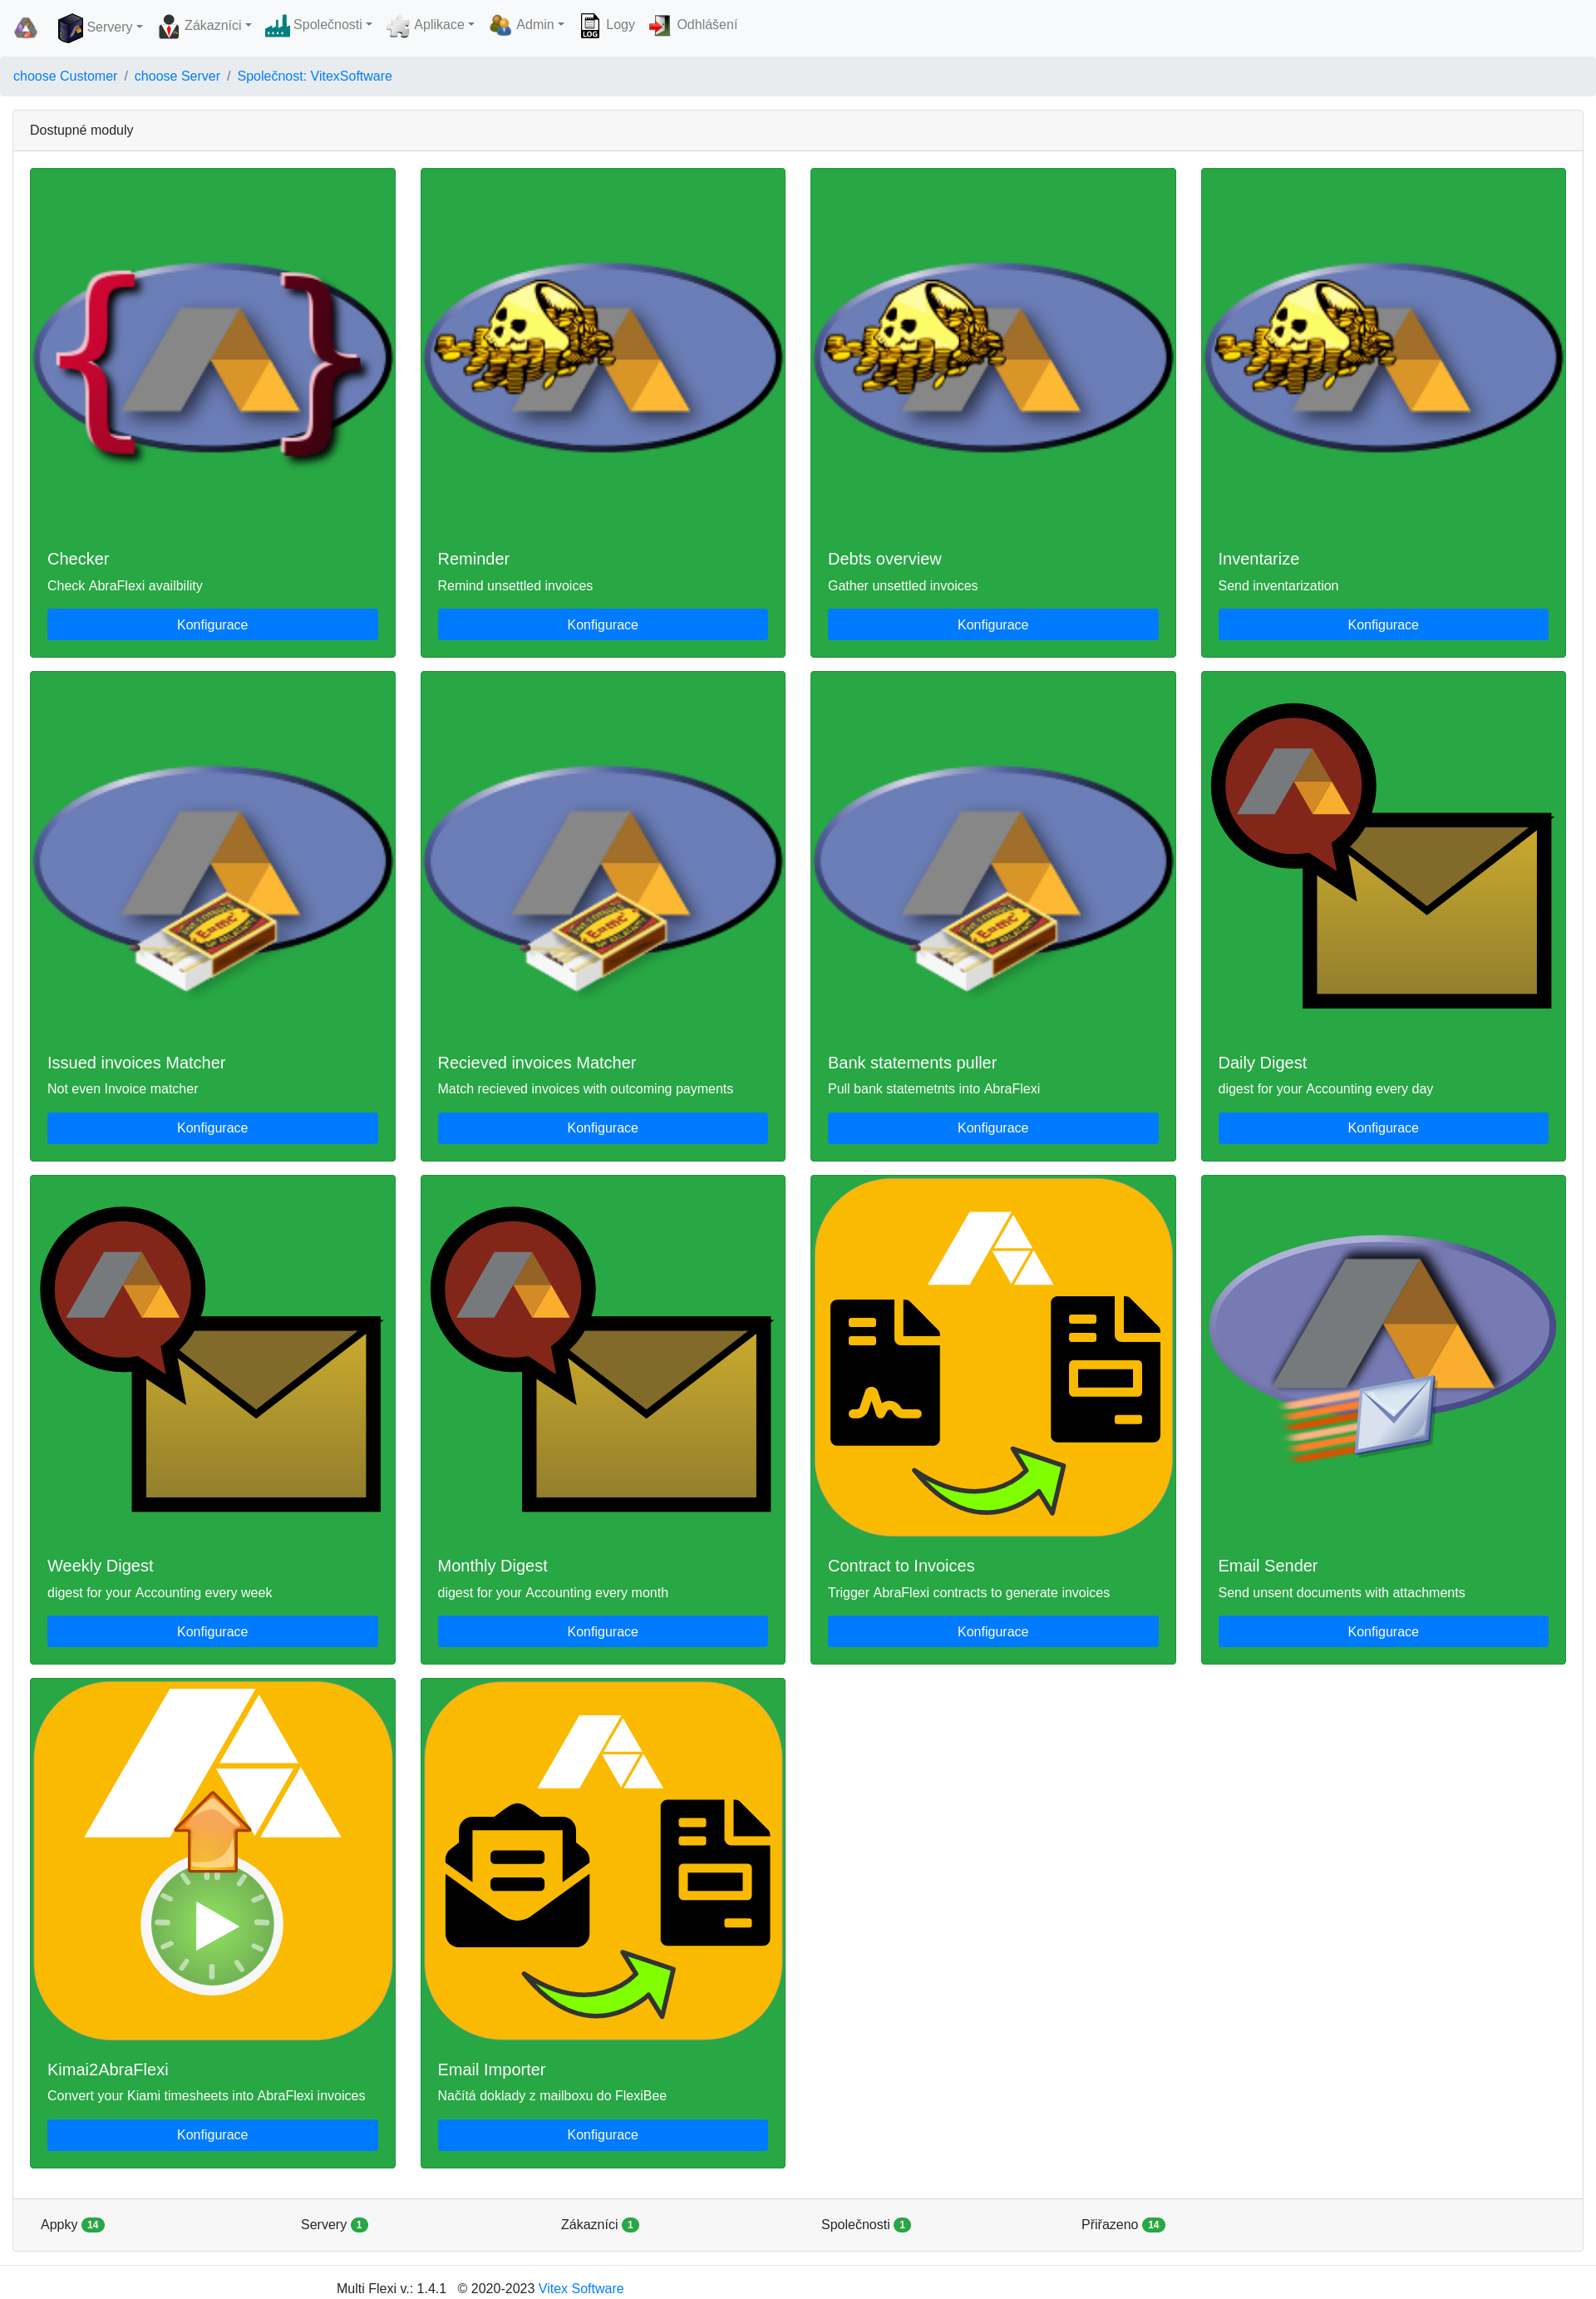 Servery Zákazníci Společnosti Aplikace Admin Logy Odhlášení
LOG
choose Customer / choose Server / Společnost: VitexSoftware
Dostupné moduly
Checker
Check AbraFlexi availbility
Konfigurace
Reminder
Remind unsettled invoices
Konfigurace
Debts overview
Gather unsettled invoices
Konfigurace
Inventarize
Send inventarization
Konfigurace
Issued invoices Matcher
Not even Invoice matcher
Konfigurace
Recieved invoices Matcher
Match recieved invoices with outcoming payments
Konfigurace
Bank statements puller
Pull bank statemetnts into AbraFlexi
Konfigurace
Daily Digest
digest for your Accounting every day
Konfigurace
Weekly Digest
digest for your Accounting every week
Konfigurace
Monthly Digest
digest for your Accounting every month
Konfigurace
Contract to Invoices
Trigger AbraFlexi contracts to generate invoices
Konfigurace
Email Sender
Send unsent documents with attachments
Konfigurace
Kimai2AbraFlexi
Convert your Kiami timesheets into AbraFlexi invoices
Konfigurace
Email Importer
Načítá doklady z mailboxu do FlexiBee
Konfigurace
Appky 14 Servery 1 Zákazníci 1 Společnosti 1 Přiřazeno 14
Multi Flexi v.: 1.4.1 © 2020-2023 Vitex Software